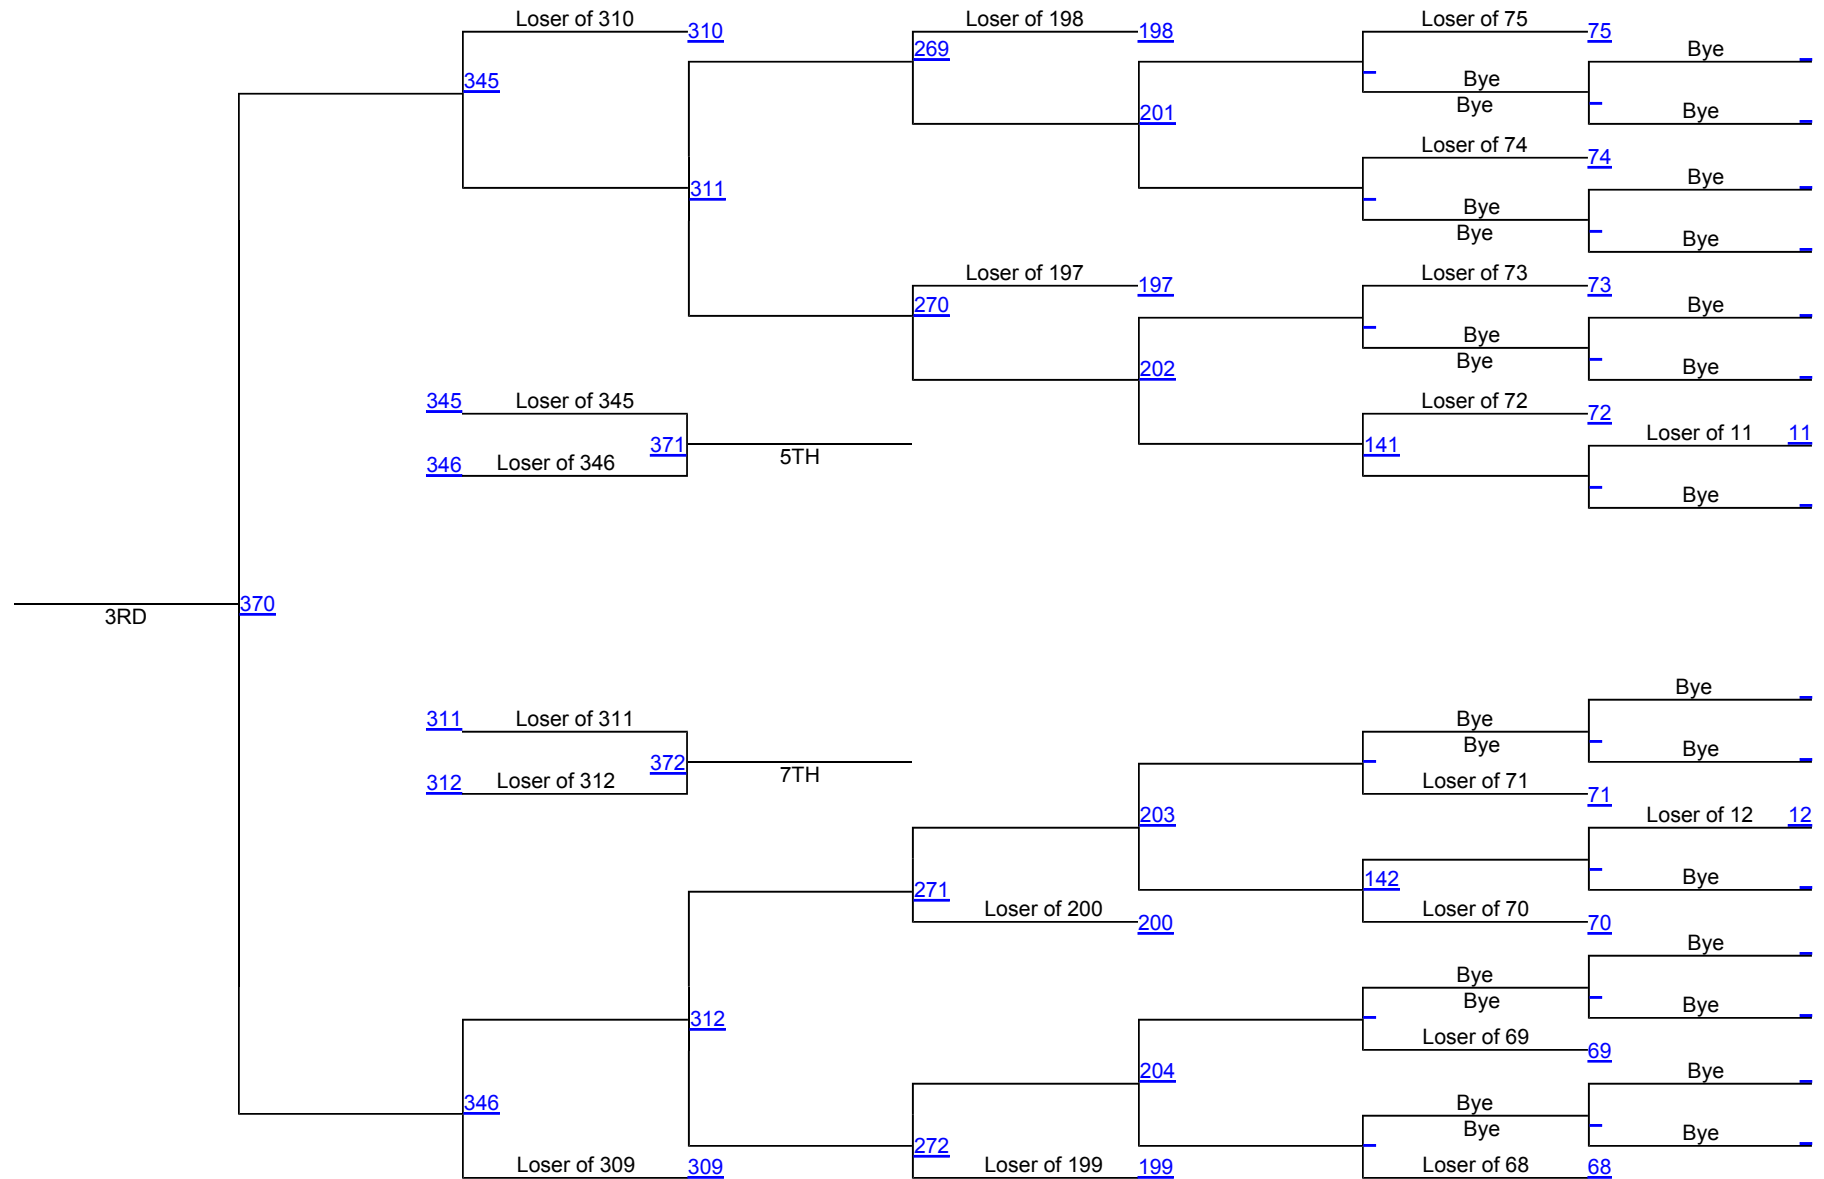 Loser of 310 310 Loser of 198 198 Loser of 75 75
269 Bye
345 Bye
Bye
201 Bye
Loser of 74 74
311 Bye
Bye
Bye
Bye
Loser of 197 197 Loser of 73 73
270 Bye
Bye
Bye
202 Bye
345 Loser of 345 Loser of 72 72
371 5TH 141 Loser of 11 11
346 Loser of 346
Bye
370
3RD
Bye
311 Loser of 311 Bye
Bye Bye
372 7TH
312 Loser of 312 Loser of 71 71
203 Loser of 12 12
271 142 Bye
Loser of 200 200 Loser of 70 70
Bye
Bye
Bye
312 Bye
Loser of 69 69
204 Bye
346 Bye
Bye
272 Bye
Loser of 309 309 Loser of 199 199 Loser of 68 68